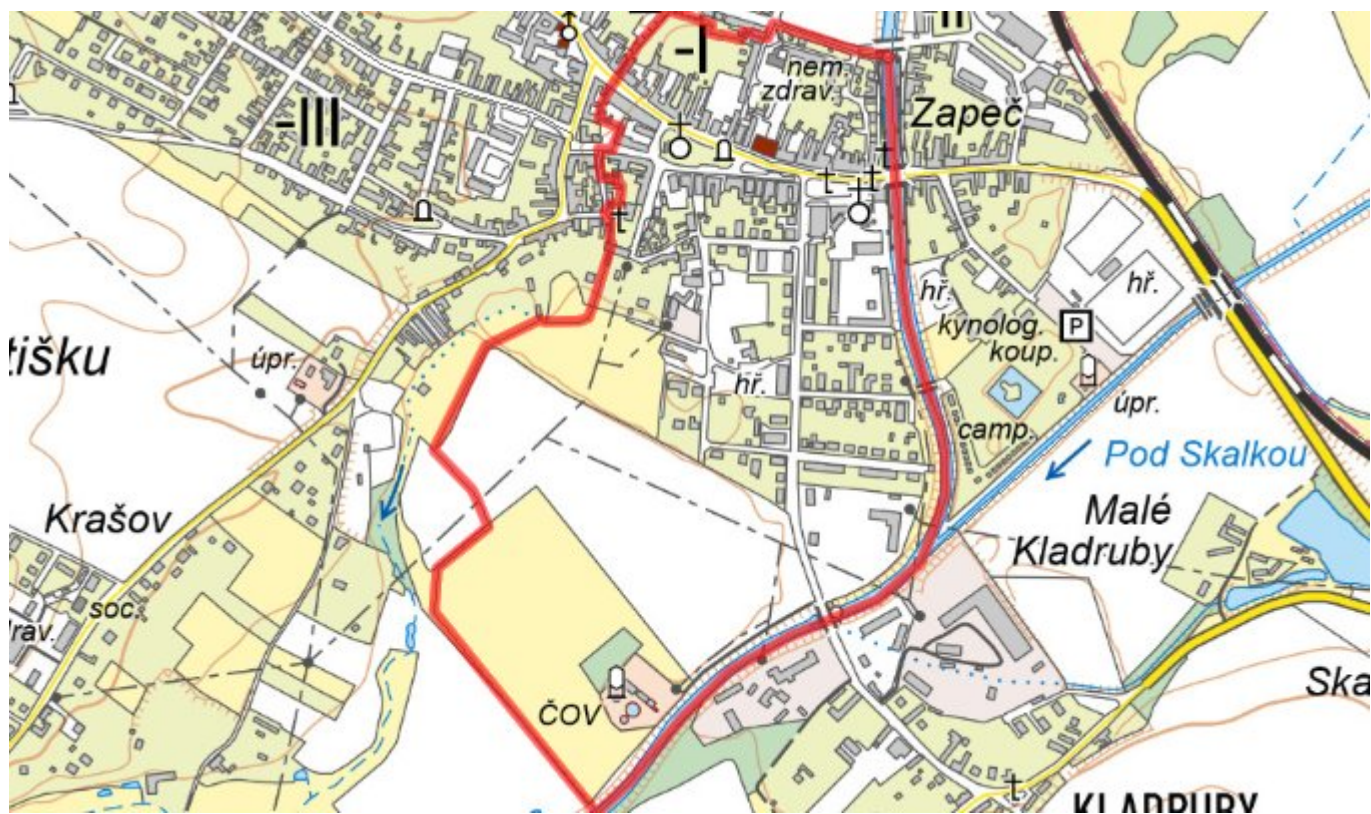 -II
-I
nem.
zdrav.
Zapeč
-III
hř.
hř.
kynolog.
koup.
P
tišku
úpr.
hř.
úpr.
camp.
Pod Skalkou
Krašov
Malé
Kladruby
soc.
rav.
ČOV
Ska
KLADRUBY